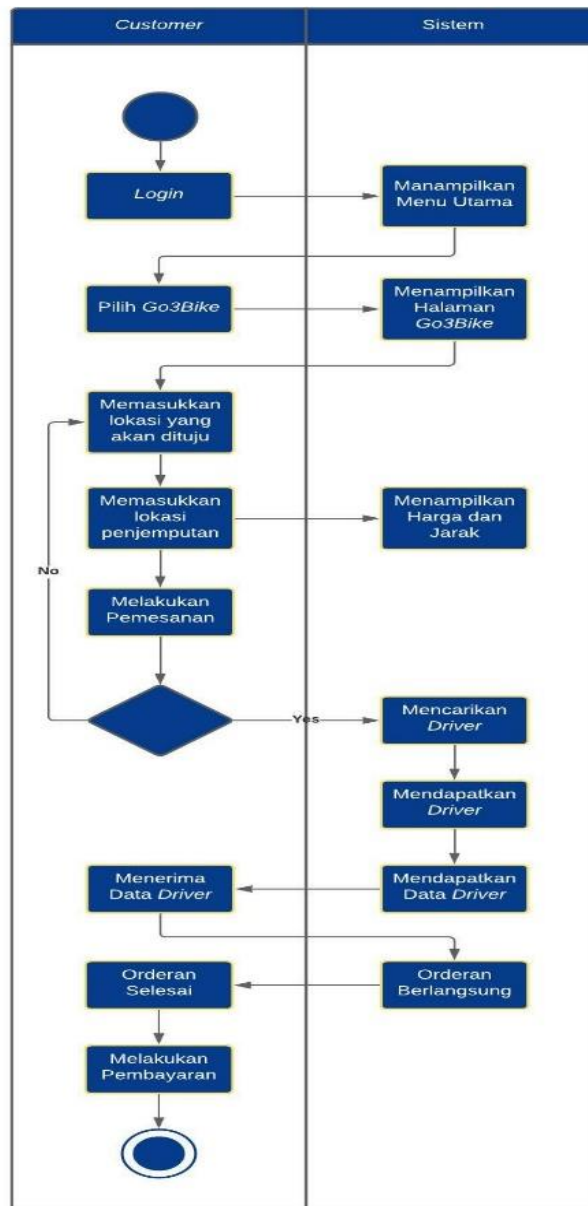 Customer
Sistem
Login
Manampilkan
Menu Utama
Pilih Go3Bike
Menampilkan
Halaman
Go3Bike
Memasukkan
lokasi yang
akan dituju
Memasukkan
lokasi
penjemputan
Menampilkan
Harga dan
Jarak
No
Melakukan
Pemesanan
Yes
Mencarikan
Driver
Mendapatkan
Driver
Menerima
Data Driver
Mendapatkan
Data Driver
Orderan
Selesai
Orderan
Berlangsung
Melakukan
Pembayaran